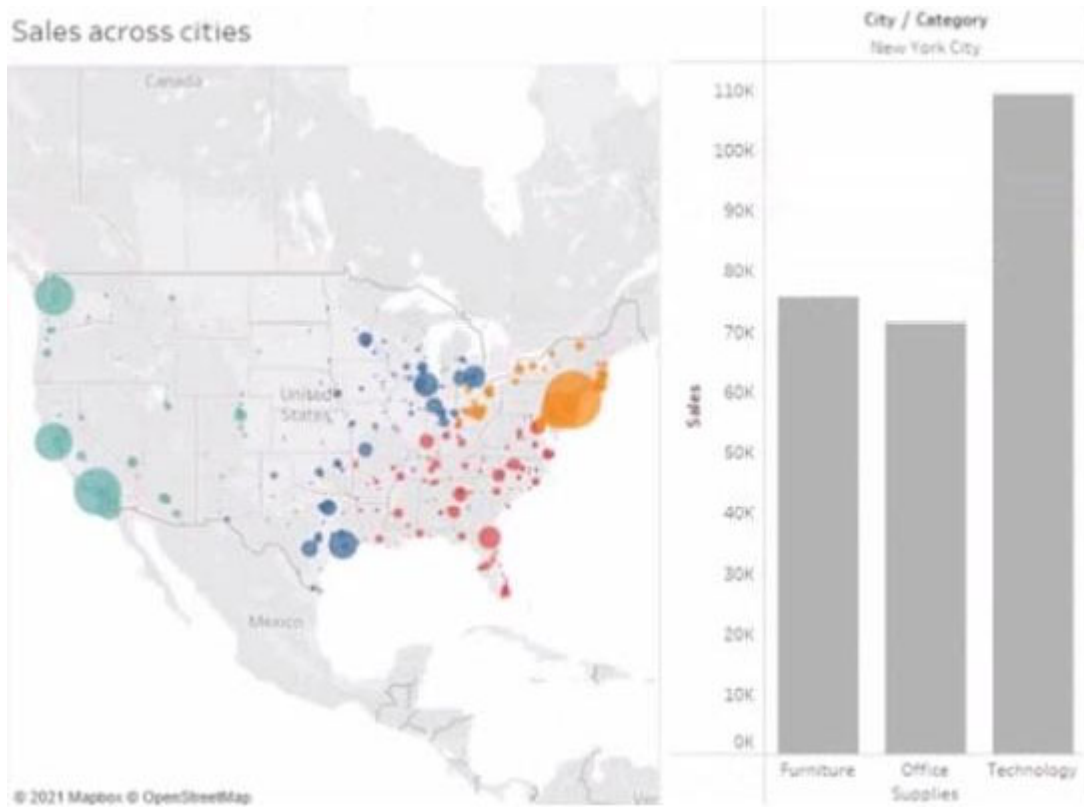 Sales across cities
Canada
United
States
Mexico
© 2021 Mapbox © OpenStreetMap
City / Category
New York City
Sales
110K
100K
90K
80K
70K
60K
50K
40K
30K
20K
10K
0K
Furniture
Office
Supplies
Technology